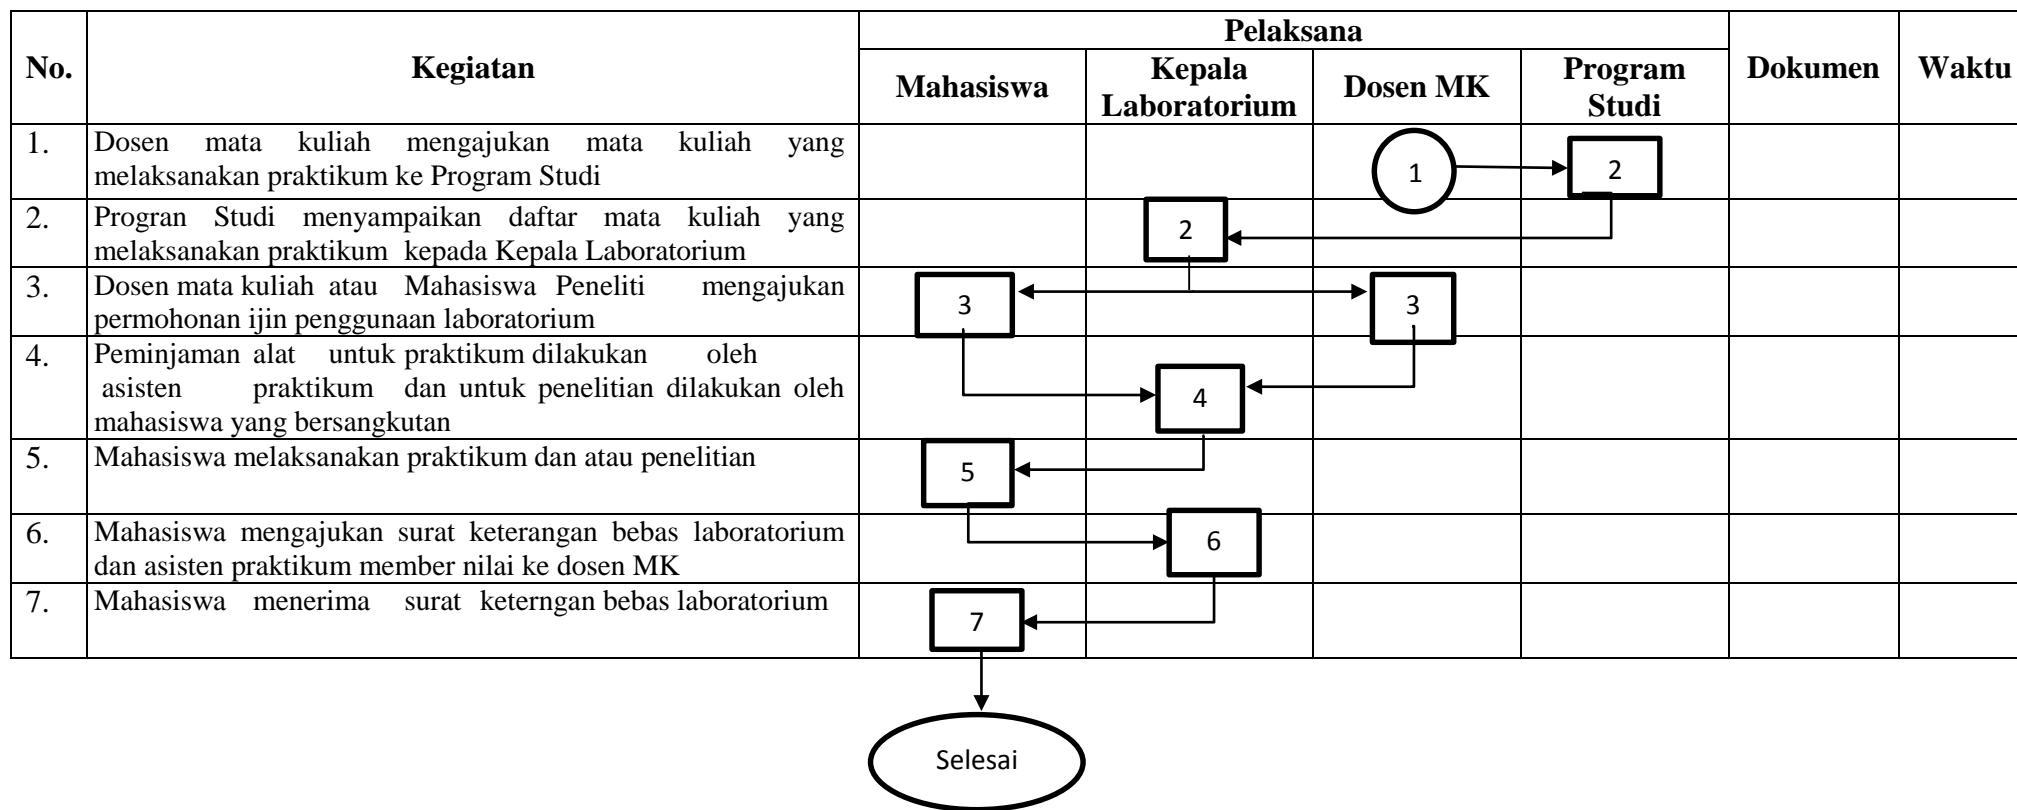 No. Kegiatan Pelaksana Dokumen Waktu
Mahasiswa Kepala Laboratorium Dosen MK Program Studi
1. Dosen mata kuliah mengajukan mata kuliah yang
melaksanakan praktikum ke Program Studi
1 2
2. Progran Studi menyampaikan daftar mata kuliah yang
melaksanakan praktikum kepada Kepala Laboratorium
2
3. Dosen mata kuliah atau Mahasiswa Peneliti mengajukan
permohonan ijin penggunaan laboratorium
3 3
4. Peminjaman alat untuk praktikum dilakukan oleh
asisten praktikum dan untuk penelitian dilakukan oleh
mahasiswa yang bersangkutan
4
5. Mahasiswa melaksanakan praktikum dan atau penelitian
5
6. Mahasiswa mengajukan surat keterangan bebas laboratorium
dan asisten praktikum member nilai ke dosen MK
6
7. Mahasiswa menerima surat keterngan bebas laboratorium
7
Selesai